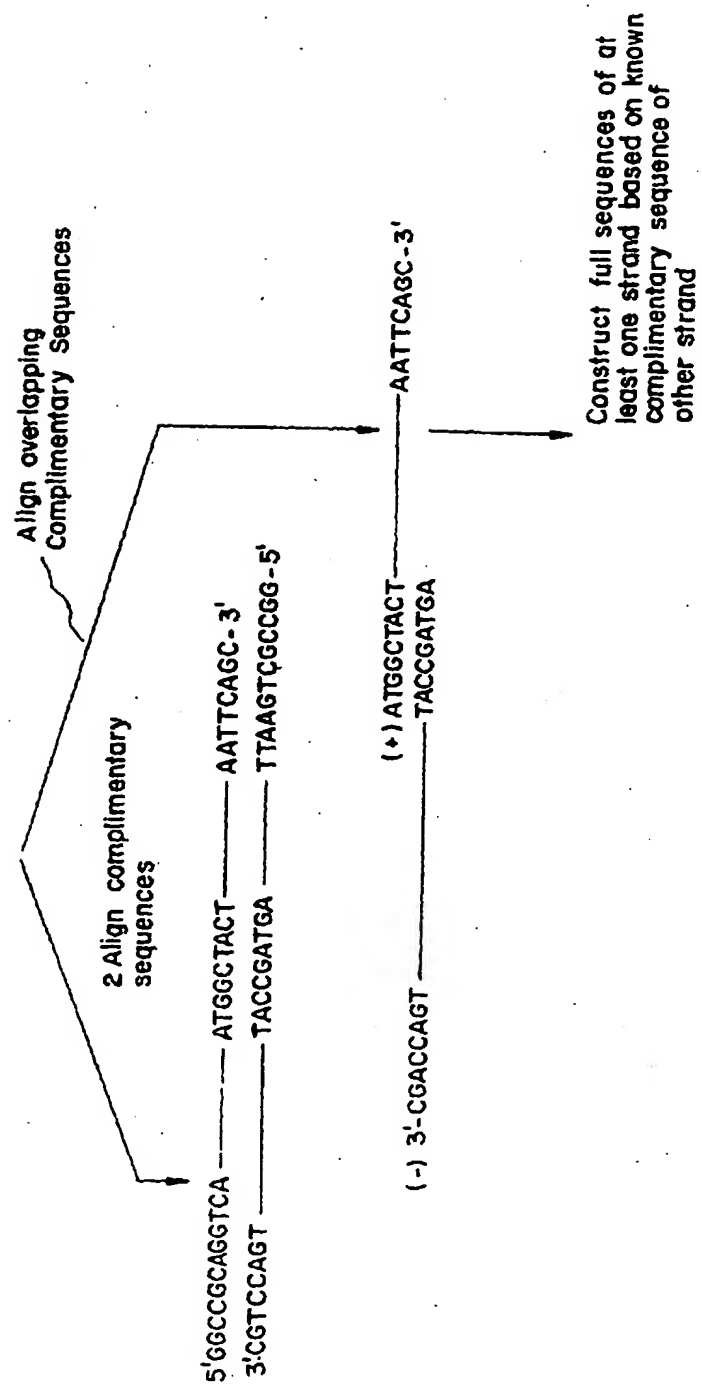 Align overlapping
Complimentary Sequences
2 Align complimentary
sequences
5'GGCCGCAGGTCA ATGGCTACT AATTCAGC-3'
3'-CGTCCAGT TACCGATGA TTAAGTCGCCGG-5'
(+) ATGGCTACT AATTCAGC-3'
(-) 3'-CGACCAGT TACCGATGA
Construct full sequences of at
least one strand based on known
complimentary sequence of
other strand